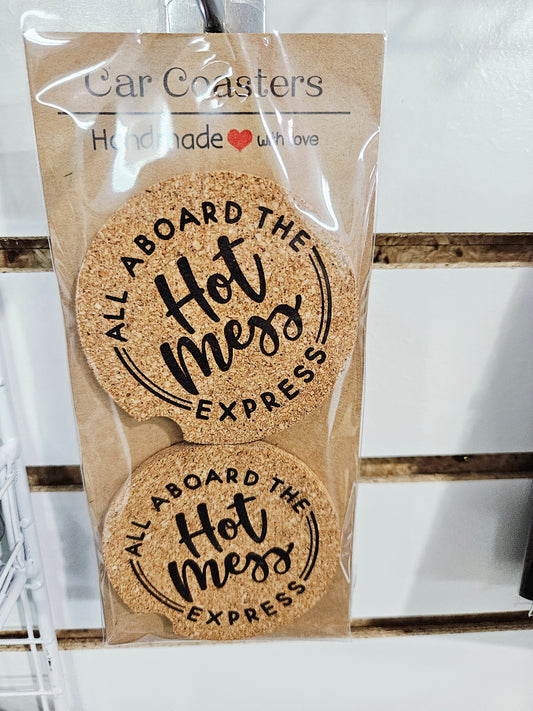 Car Coasters
Handmade with love
ALL ABOARD THE
Hot
Mess
EXPRESS
ALL ABOARD THE
Hot
Mess
EXPRESS